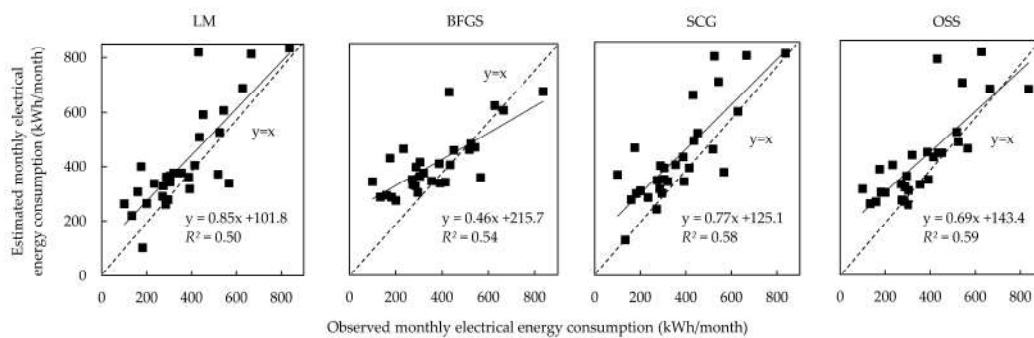 LM
BFGS
SCG
OSS
Estimated monthly electrical
energy consumption (kWh/month)
800
600
400
200
0
y=x
y = 0.85x +101.8
R² = 0.50
y=x
y = 0.46x +215.7
R² = 0.54
y=x
y = 0.77x +125.1
R² = 0.58
y=x
y = 0.69x +143.4
R² = 0.59
0 200 400 600 800
0 200 400 600 800
0 200 400 600 800
0 200 400 600 800
Observed monthly electrical energy consumption (kWh/month)